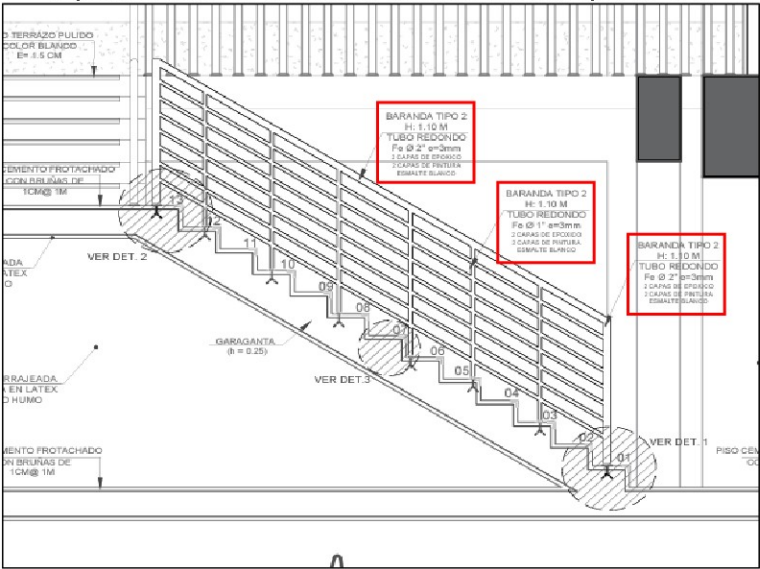 O TERRAZO PULIDO
COLOR BLANCO
E= 1.5 CM
CEMENTO FROTACHADO
CON BRUÑAS DE
1CM@ 1M
VER DET. 2
ADA
ATEX
O
RRAJEADA
A EN LATEX
O HUMO
MENTO FROTACHADO
ON BRUÑAS DE
1CM@ 1M
BARANDA TIPO 2
H: 1.10 M
TUBO REDONDO
Fe Ø 2" e=3mm
2 CAPAS DE EPOXICO
2 CAPAS DE PINTURA
ESMALTE BLANCO
BARANDA TIPO 2
H: 1.10 M
TUBO REDONDO
Fe Ø 1" e=3mm
2 CAPAS DE EPOXICO
2 CAPAS DE PINTURA
ESMALTE BLANCO
BARANDA TIPO 2
H: 1.10 M
TUBO REDONDO
Fe Ø 2" e=3mm
2 CAPAS DE EPOXICO
2 CAPAS DE PINTURA
ESMALTE BLANCO
13
12
11
10
09
08
07
06
05
04
03
02
01
GARAGANTA
(h = 0.25)
VER DET.3
VER DET. 1
PISO CEM
CO